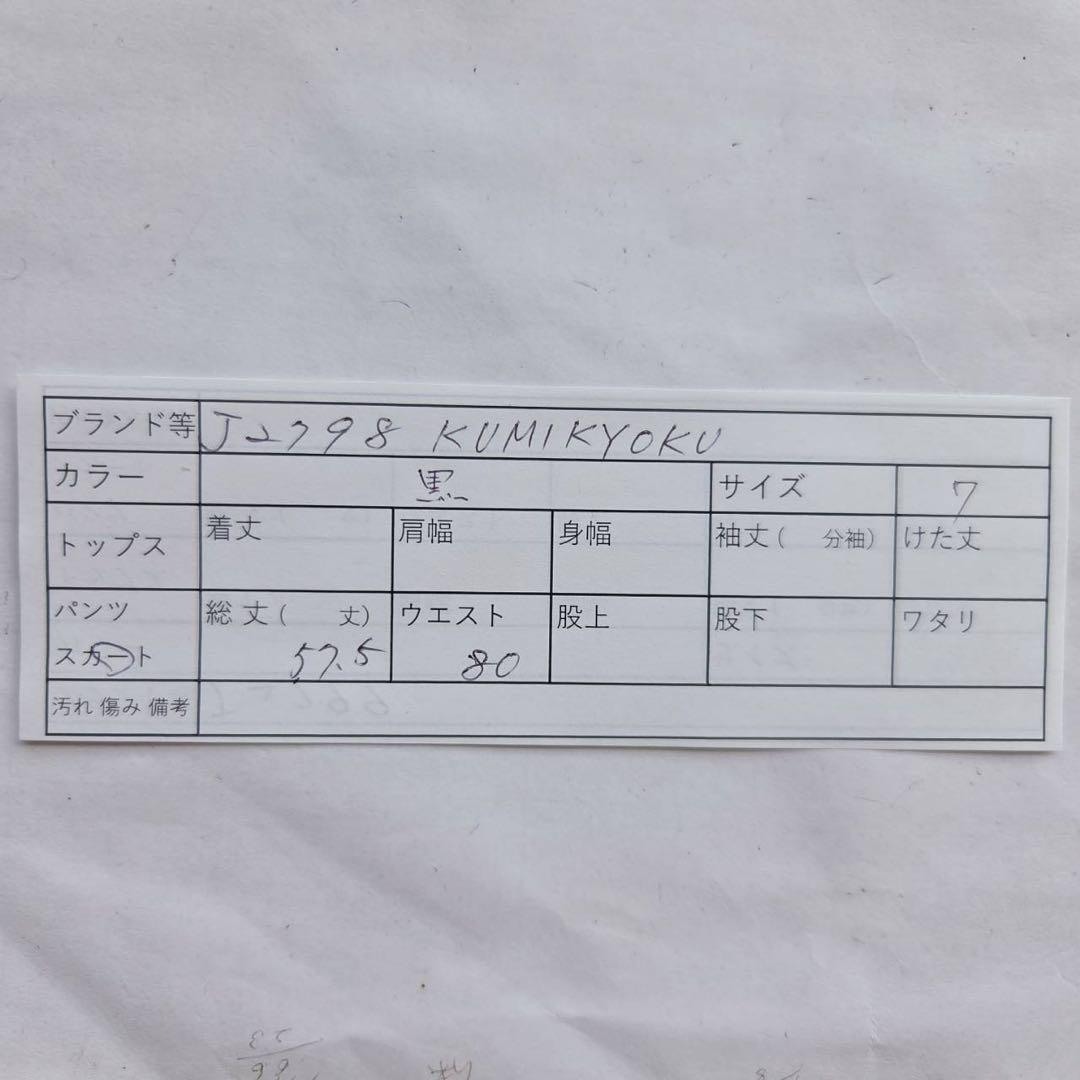 ブランド等 J2798 KUMIKYOKU
カラー 黒 サイズ 7
トップス 着丈 肩幅 身幅 袖丈( 分袖) けた丈
パンツ 総丈( 丈) ウエスト 股上 股下 ワタリ
スカート 57.5 80
汚れ 傷み 備考